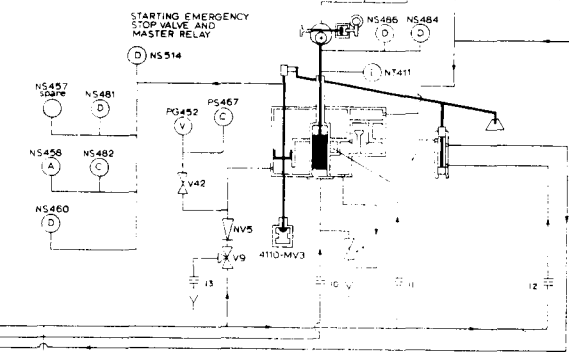 STARTING EMERGENCY
STOP VALVE AND
MASTER RELAY
D NS514
NS486 NS484
D D
NT411
NS457 NS481
spare
D
PG452 PS467
V C
NS458 NS482
A C
V42
NS460
D
NV5
V9
4110-MV3
13
10
11
12